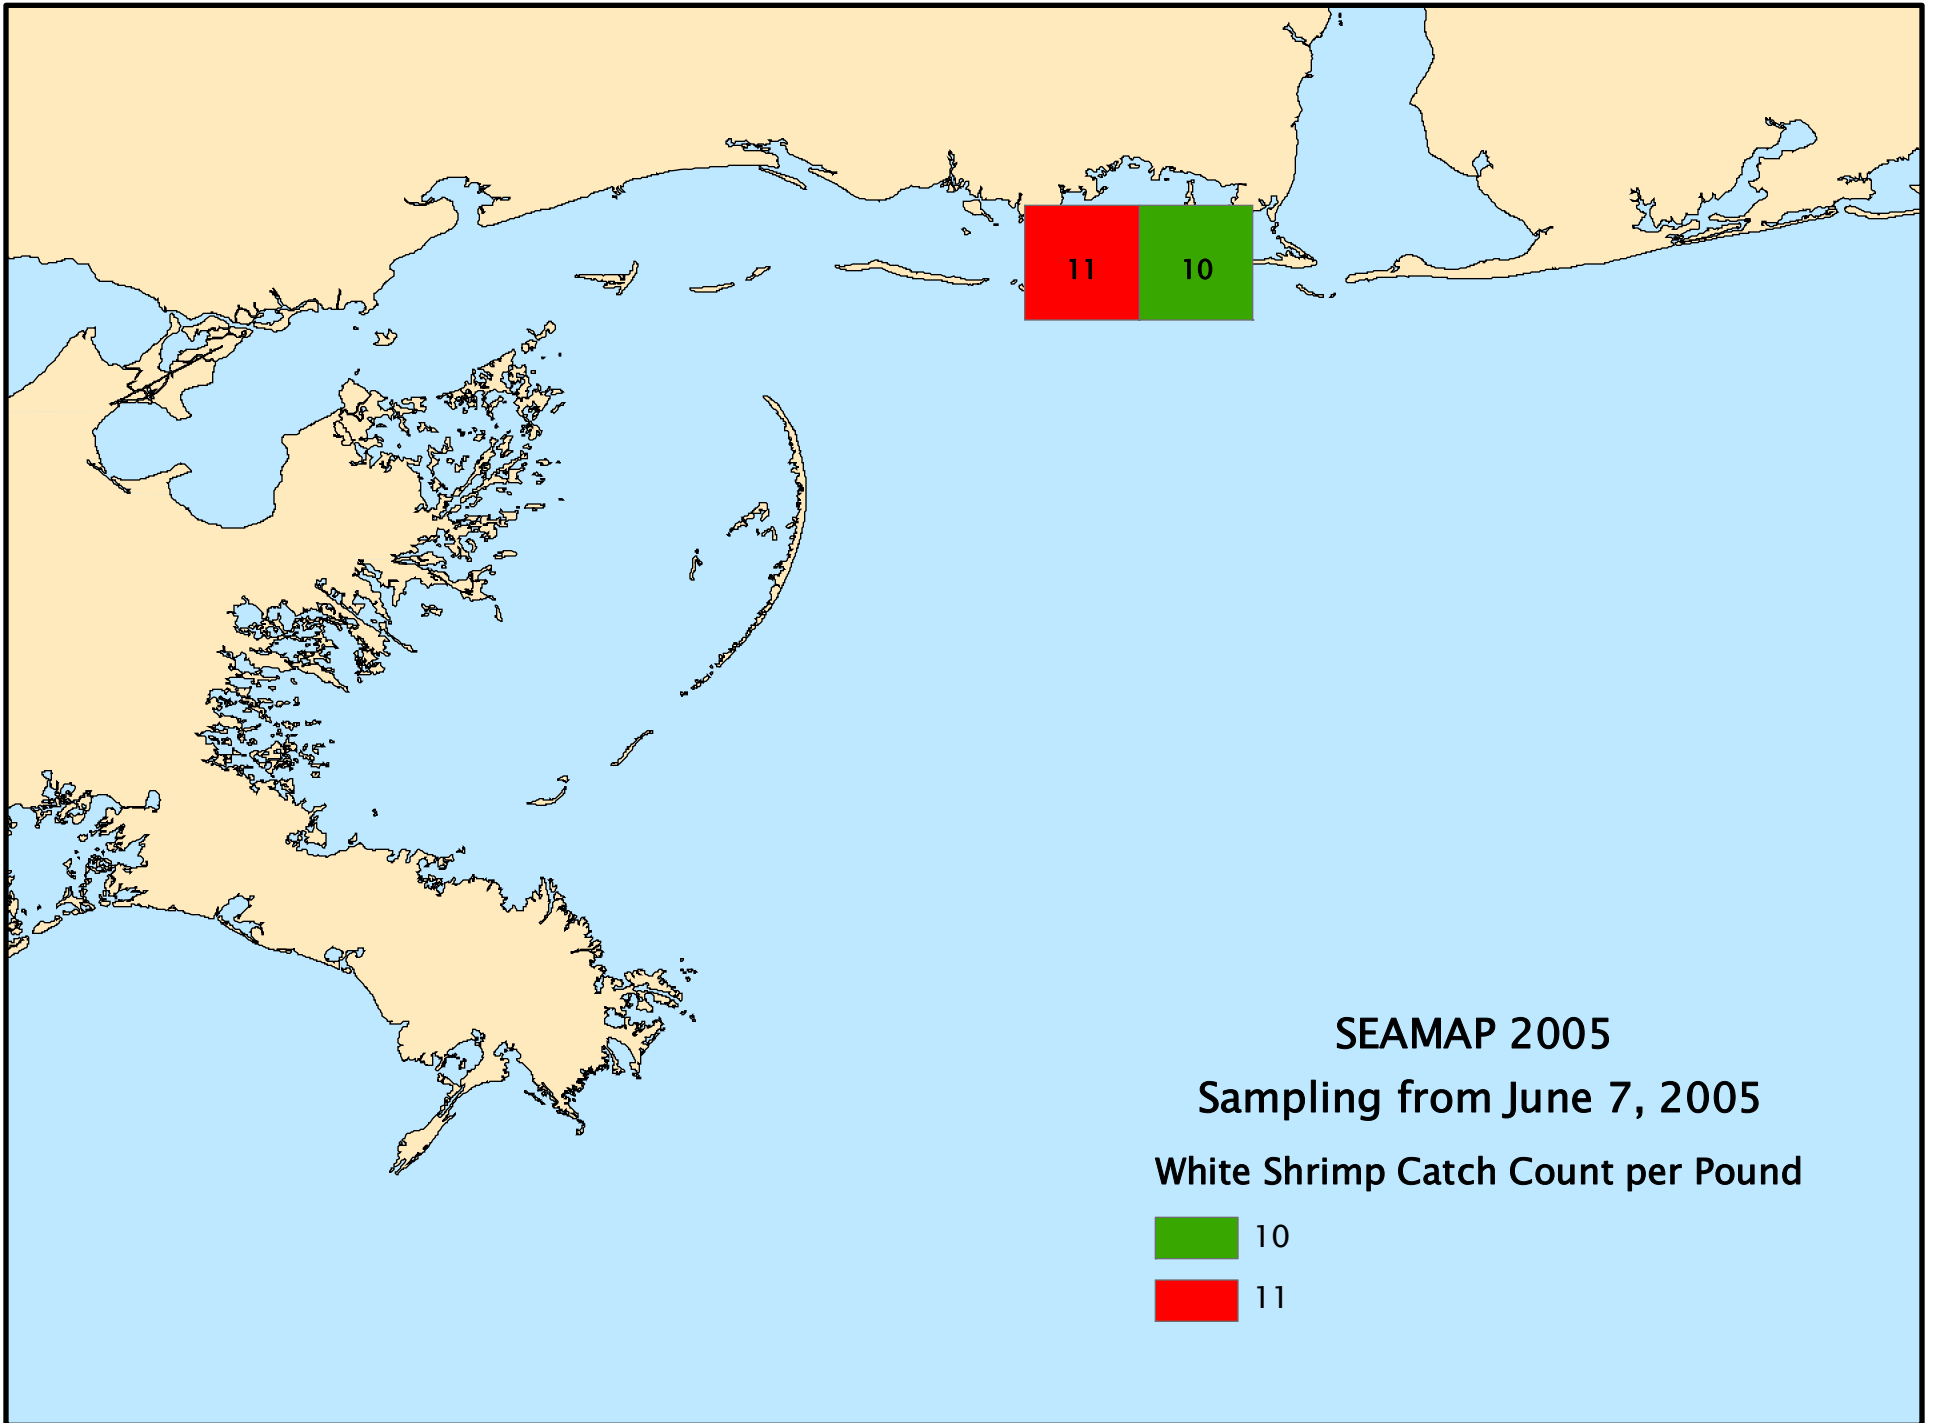 11 10
SEAMAP 2005
Sampling from June 7, 2005
White Shrimp Catch Count per Pound
10
11